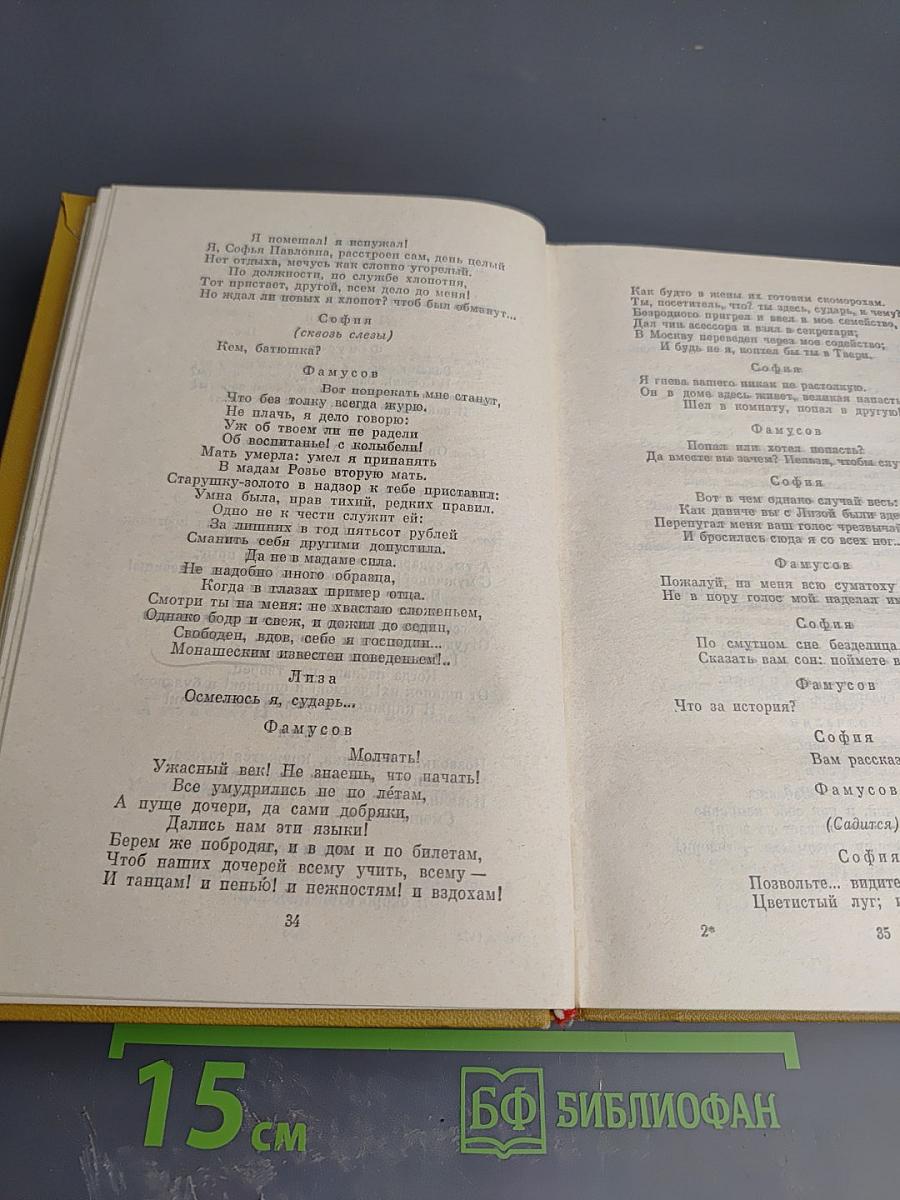 Я помешал! я испужал!
Я, Софья Павловна, расстроен сам, день целый
Нет отдыха, мечусь как словно угорелый.
По должности, по службе хлопотня,
Тот пристает, другой, всем дело до меня!
Но ждал ли новых я хлопот? чтоб был обманут...
София
(сквозь слезы)
Кем, батюшка?
Фамусов
Вот попрекать мне станут,
Что без толку всегда журю.
Не плачь, я дело говорю:
Уж об твоем ли не радели
Об воспитанье! с колыбели!
Мать умерла: умел я принанять
В мадам Розье вторую мать.
Старушку-золото в надзор к тебе приставил:
Умна была, нрав тихий, редких правил.
Одно не к чести служит ей:
За лишних в год пятьсот рублей
Сманить себя другими допустила.
Да не в мадаме сила.
Не надобно иного образца,
Когда в глазах пример отца.
Смотри ты на меня: не хвастаю сложеньем,
Однако бодр и свеж, и дожил до седин,
Свободен, вдов, себе я господин...
Монашеским известен поведеньем!..
Лиза
Осмелюсь я, сударь...
Фамусов
Молчать!
Ужасный век! Не знаешь, что начать!
Все умудрились не по ле́там,
А пуще дочери, да сами добряки,
Дались нам эти языки!
Берем же побродяг, и в дом и по билетам,
Чтоб наших дочерей всему учить, всему —
И танцам! и пенью́! и нежностям! и вздохам!
34
Как будто в жены их готовим скоморохам.
Ты, посетитель, что? ты здесь, сударь, к чему?
Безродного пригрел и ввел в мое семейство,
Дал чин асессора и взял в секретари;
В Москву переведен через мое содейство;
И будь не я, коптел бы ты в Твери.
София
Я гнева вашего никак не растолкую.
Он в доме здесь живет, великая напасть
Шел в комнату, попал в другую
Фамусов
Попал или хотел попасть?
Да вместе вы зачем? Нельзя, чтобы слу
София
Вот в чем однако случай весь:
Как давиче вы с Лизой были зде
Перепугал меня ваш голос чрезвычай
И бросилась сюда я со всех ног..
Фамусов
Пожалуй, на меня всю суматоху
Не в пору голос мой наделал им
София
По смутном сне безделица
Сказать вам сон: поймете в
Фамусов
Что за история?
София
Вам расска
Фамусов
(Садится)
София
Позвольте... видите
Цветистый луг; и
2*
35
15 см
БФ БИБЛИОФАН